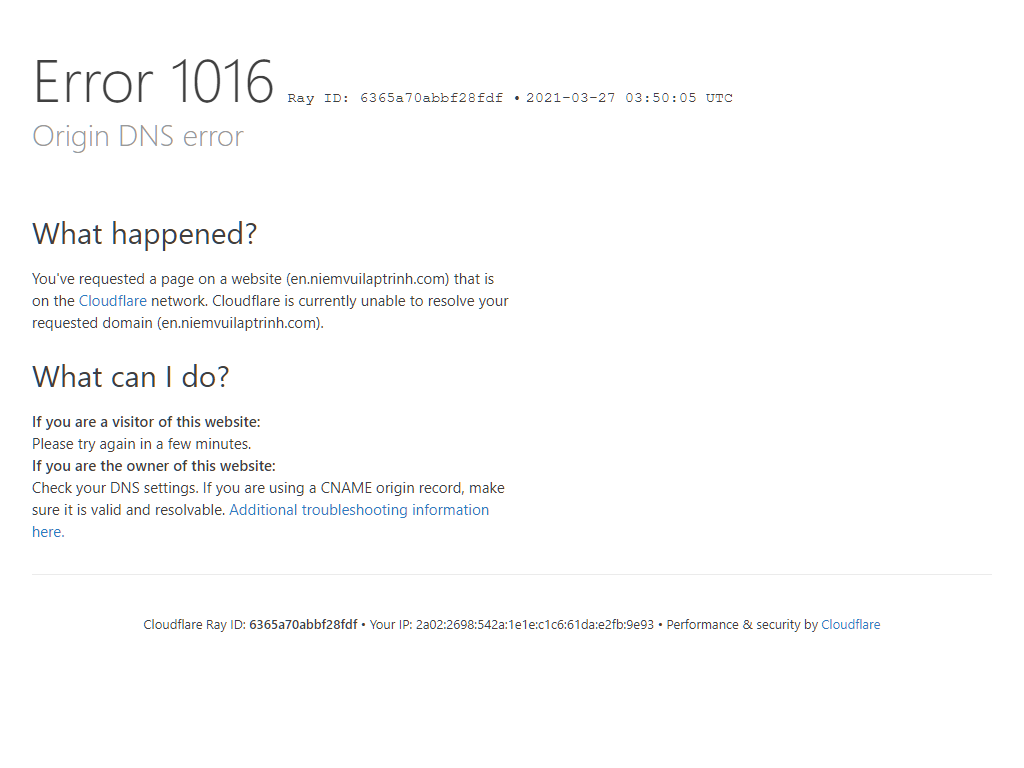 Error 1016 Ray ID: 6365a70abbf28fdf • 2021-03-27 03:50:05 UTC
Origin DNS error
What happened?
You've requested a page on a website (en.niemvuilaptrinh.com) that is
on the Cloudflare network. Cloudflare is currently unable to resolve your
requested domain (en.niemvuilaptrinh.com).
What can I do?
If you are a visitor of this website:
Please try again in a few minutes.
If you are the owner of this website:
Check your DNS settings. If you are using a CNAME origin record, make
sure it is valid and resolvable. Additional troubleshooting information
here.
Cloudflare Ray ID: 6365a70abbf28fdf • Your IP: 2a02:2698:542a:1e1e:c1c6:61da:e2fb:9e93 • Performance & security by Cloudflare